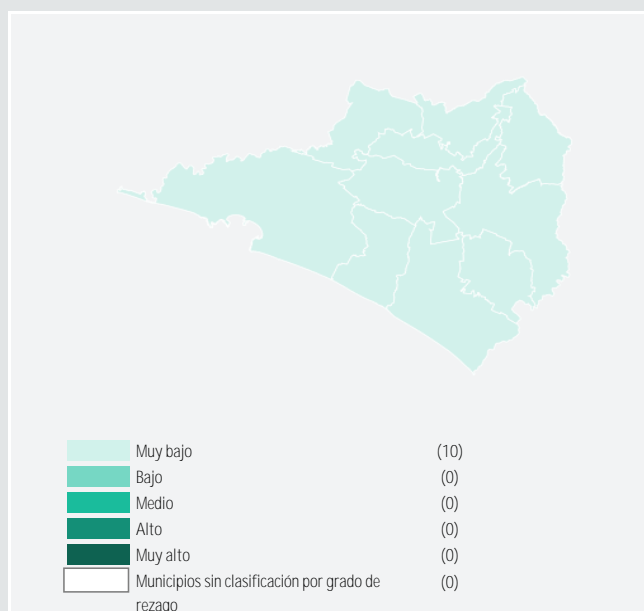 Muy bajo (10)
Bajo (0)
Medio (0)
Alto (0)
Muy alto (0)
Municipios sin clasificación por grado de (0)
rezago